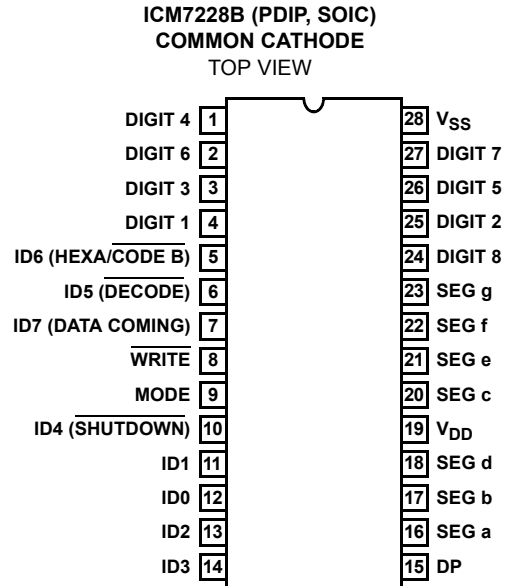 ICM7228B (PDIP, SOIC)
COMMON CATHODE
TOP VIEW
DIGIT 4 1 28 VSS
DIGIT 6 2 27 DIGIT 7
DIGIT 3 3 26 DIGIT 5
DIGIT 1 4 25 DIGIT 2
ID6 (HEXA/CODE B) 5 24 DIGIT 8
ID5 (DECODE) 6 23 SEG g
ID7 (DATA COMING) 7 22 SEG f
WRITE 8 21 SEG e
MODE 9 20 SEG c
ID4 (SHUTDOWN) 10 19 VDD
ID1 11 18 SEG d
ID0 12 17 SEG b
ID2 13 16 SEG a
ID3 14 15 DP